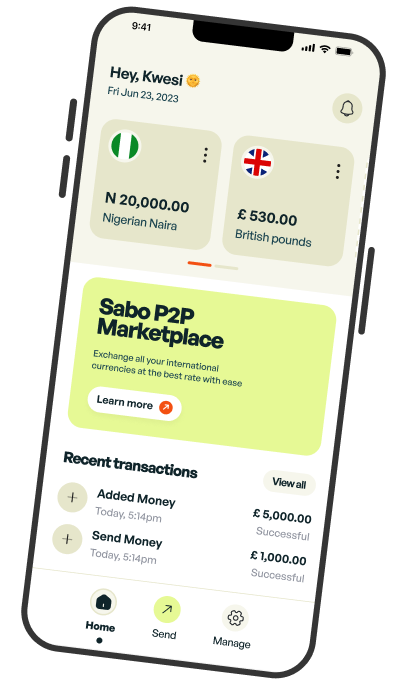 9:41
Hey, Kwesi
Fri Jun 23, 2023
N 20,000.00
Nigerian Naira
£ 530.00
British pounds
Sabo P2P
Marketplace
Exchange all your international
currencies at the best rate with ease
Learn more
Recent transactions
View all
Added Money
£ 5,000.00
Today, 5:14pm
Successful
Send Money
£ 1,000.00
Today, 5:14pm
Successful
Home
Send
Manage